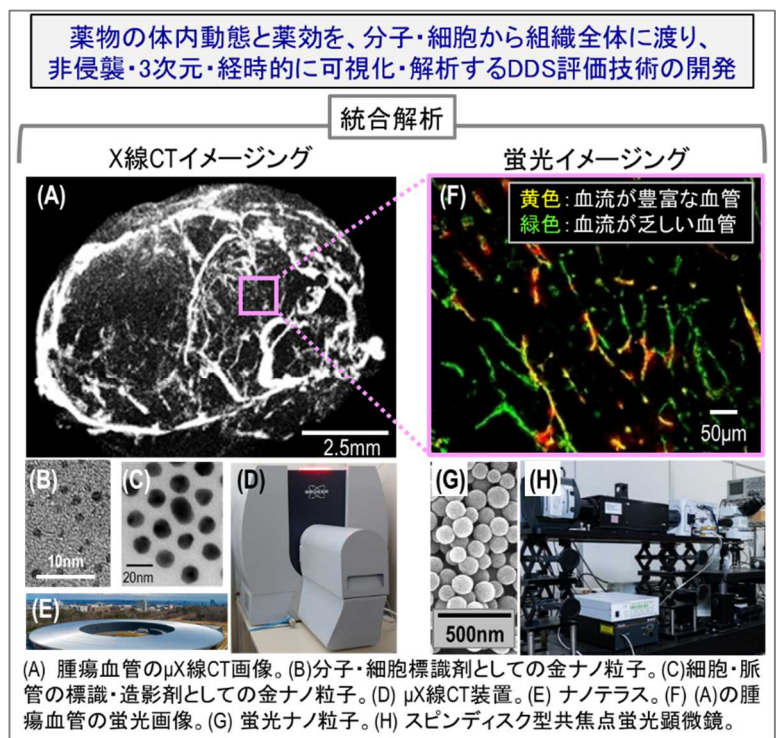 薬物の体内動態と薬効を、分子・細胞から組織全体に渡り、
非侵襲・3次元・経時的に可視化・解析するDDS評価技術の開発
統合解析
X線CTイメージング
蛍光イメージング
(A)
2.5mm
(F)
黄色：血流が豊富な血管
緑色：血流が乏しい血管
50μm
(B)
10nm
(C)
20nm
(D)
BRUKER
(E)
(G)
500nm
(H)
(A) 腫瘍血管のμX線CT画像。(B)分子・細胞標識剤としての金ナノ粒子。(C)細胞・脈
管の標識・造影剤としての金ナノ粒子。(D) μX線CT装置。(E) ナノテラス。(F) (A)の腫
瘍血管の蛍光画像。(G) 蛍光ナノ粒子。(H) スピンディスク型共焦点蛍光顕微鏡。